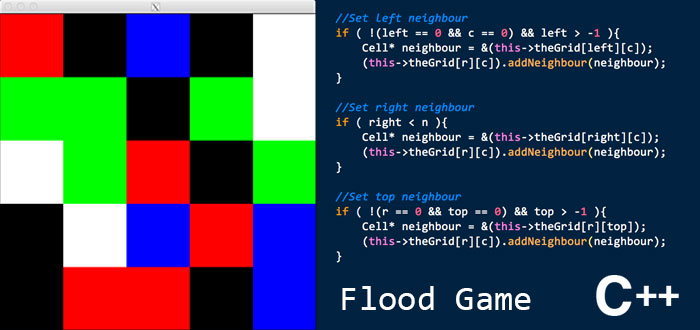 X
//Set left neighbour
if ( !(left == 0 && c == 0) && left > -1 ){
Cell* neighbour = &(this->theGrid[left][c]);
(this->theGrid[r][c]).addNeighbour(neighbour);
}
//Set right neighbour
if ( right < n ){
Cell* neighbour = &(this->theGrid[right][c]);
(this->theGrid[r][c]).addNeighbour(neighbour);
}
//Set top neighbour
if ( !(r == 0 && top == 0) && top > -1 ){
Cell* neighbour = &(this->theGrid[r][top]);
(this->theGrid[r][c]).addNeighbour(neighbour);
}
Flood Game
C++